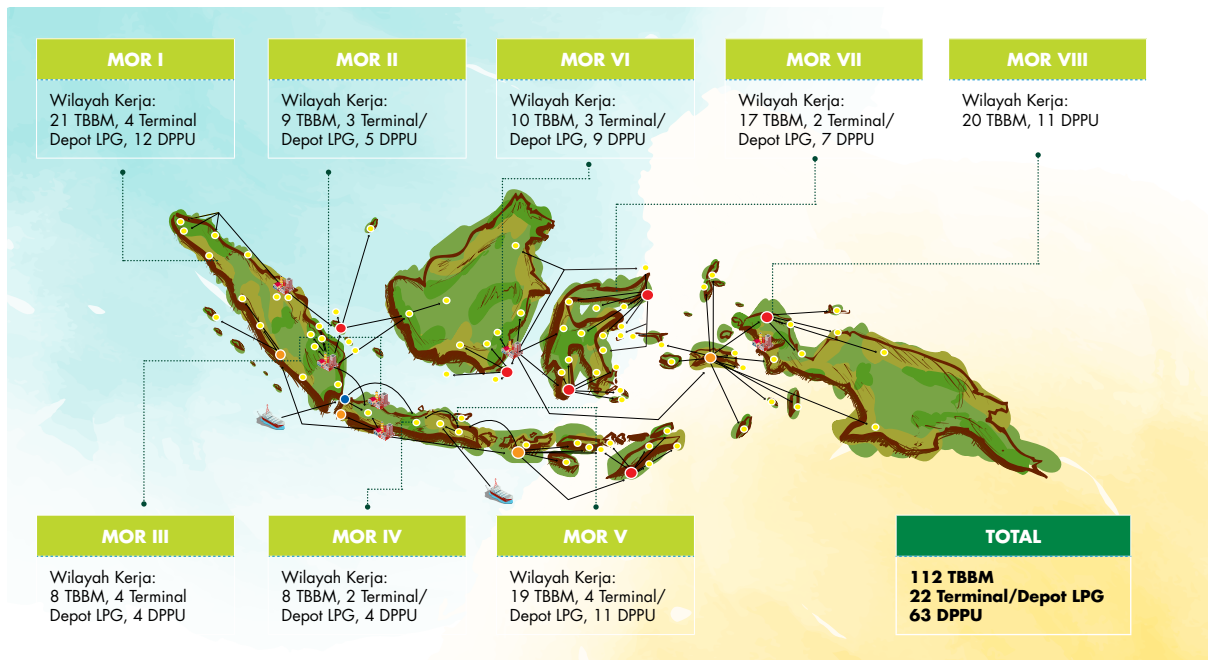 MOR I
Wilayah Kerja:
21 TBBM, 4 Terminal
Depot LPG, 12 DPPU
MOR II
Wilayah Kerja:
9 TBBM, 3 Terminal/
Depot LPG, 5 DPPU
MOR VI
Wilayah Kerja:
10 TBBM, 3 Terminal/
Depot LPG, 9 DPPU
MOR VII
Wilayah Kerja:
17 TBBM, 2 Terminal/
Depot LPG, 7 DPPU
MOR VIII
Wilayah Kerja:
20 TBBM, 11 DPPU
MOR III
Wilayah Kerja:
8 TBBM, 4 Terminal
Depot LPG, 4 DPPU
MOR IV
Wilayah Kerja:
8 TBBM, 2 Terminal/
Depot LPG, 4 DPPU
MOR V
Wilayah Kerja:
19 TBBM, 4 Terminal/
Depot LPG, 11 DPPU
TOTAL
112 TBBM
22 Terminal/Depot LPG
63 DPPU